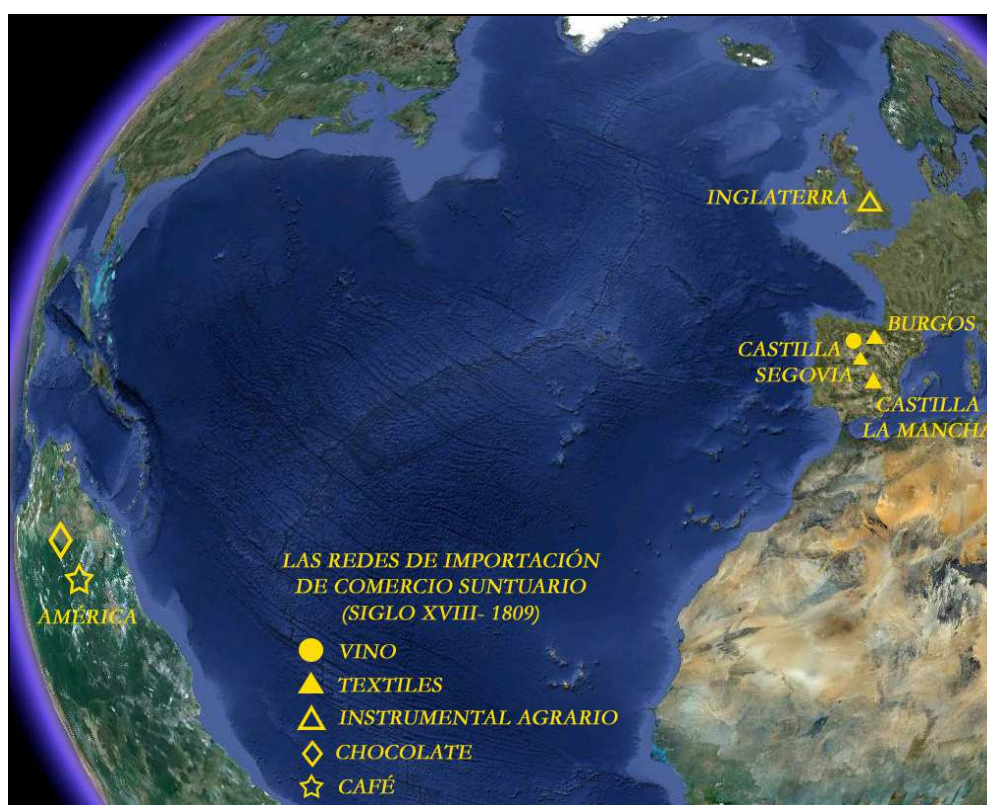 INGLATERRA
BURGOS
CASTILLA
SEGOVIA
CASTILLA
LA MANCHA
AMÉRICA
LAS REDES DE IMPORTACIÓN
DE COMERCIO SUNTUARIO
(SIGLO XVIII- 1809)
VINO
TEXTILES
INSTRUMENTAL AGRARIO
CHOCOLATE
CAFÉ